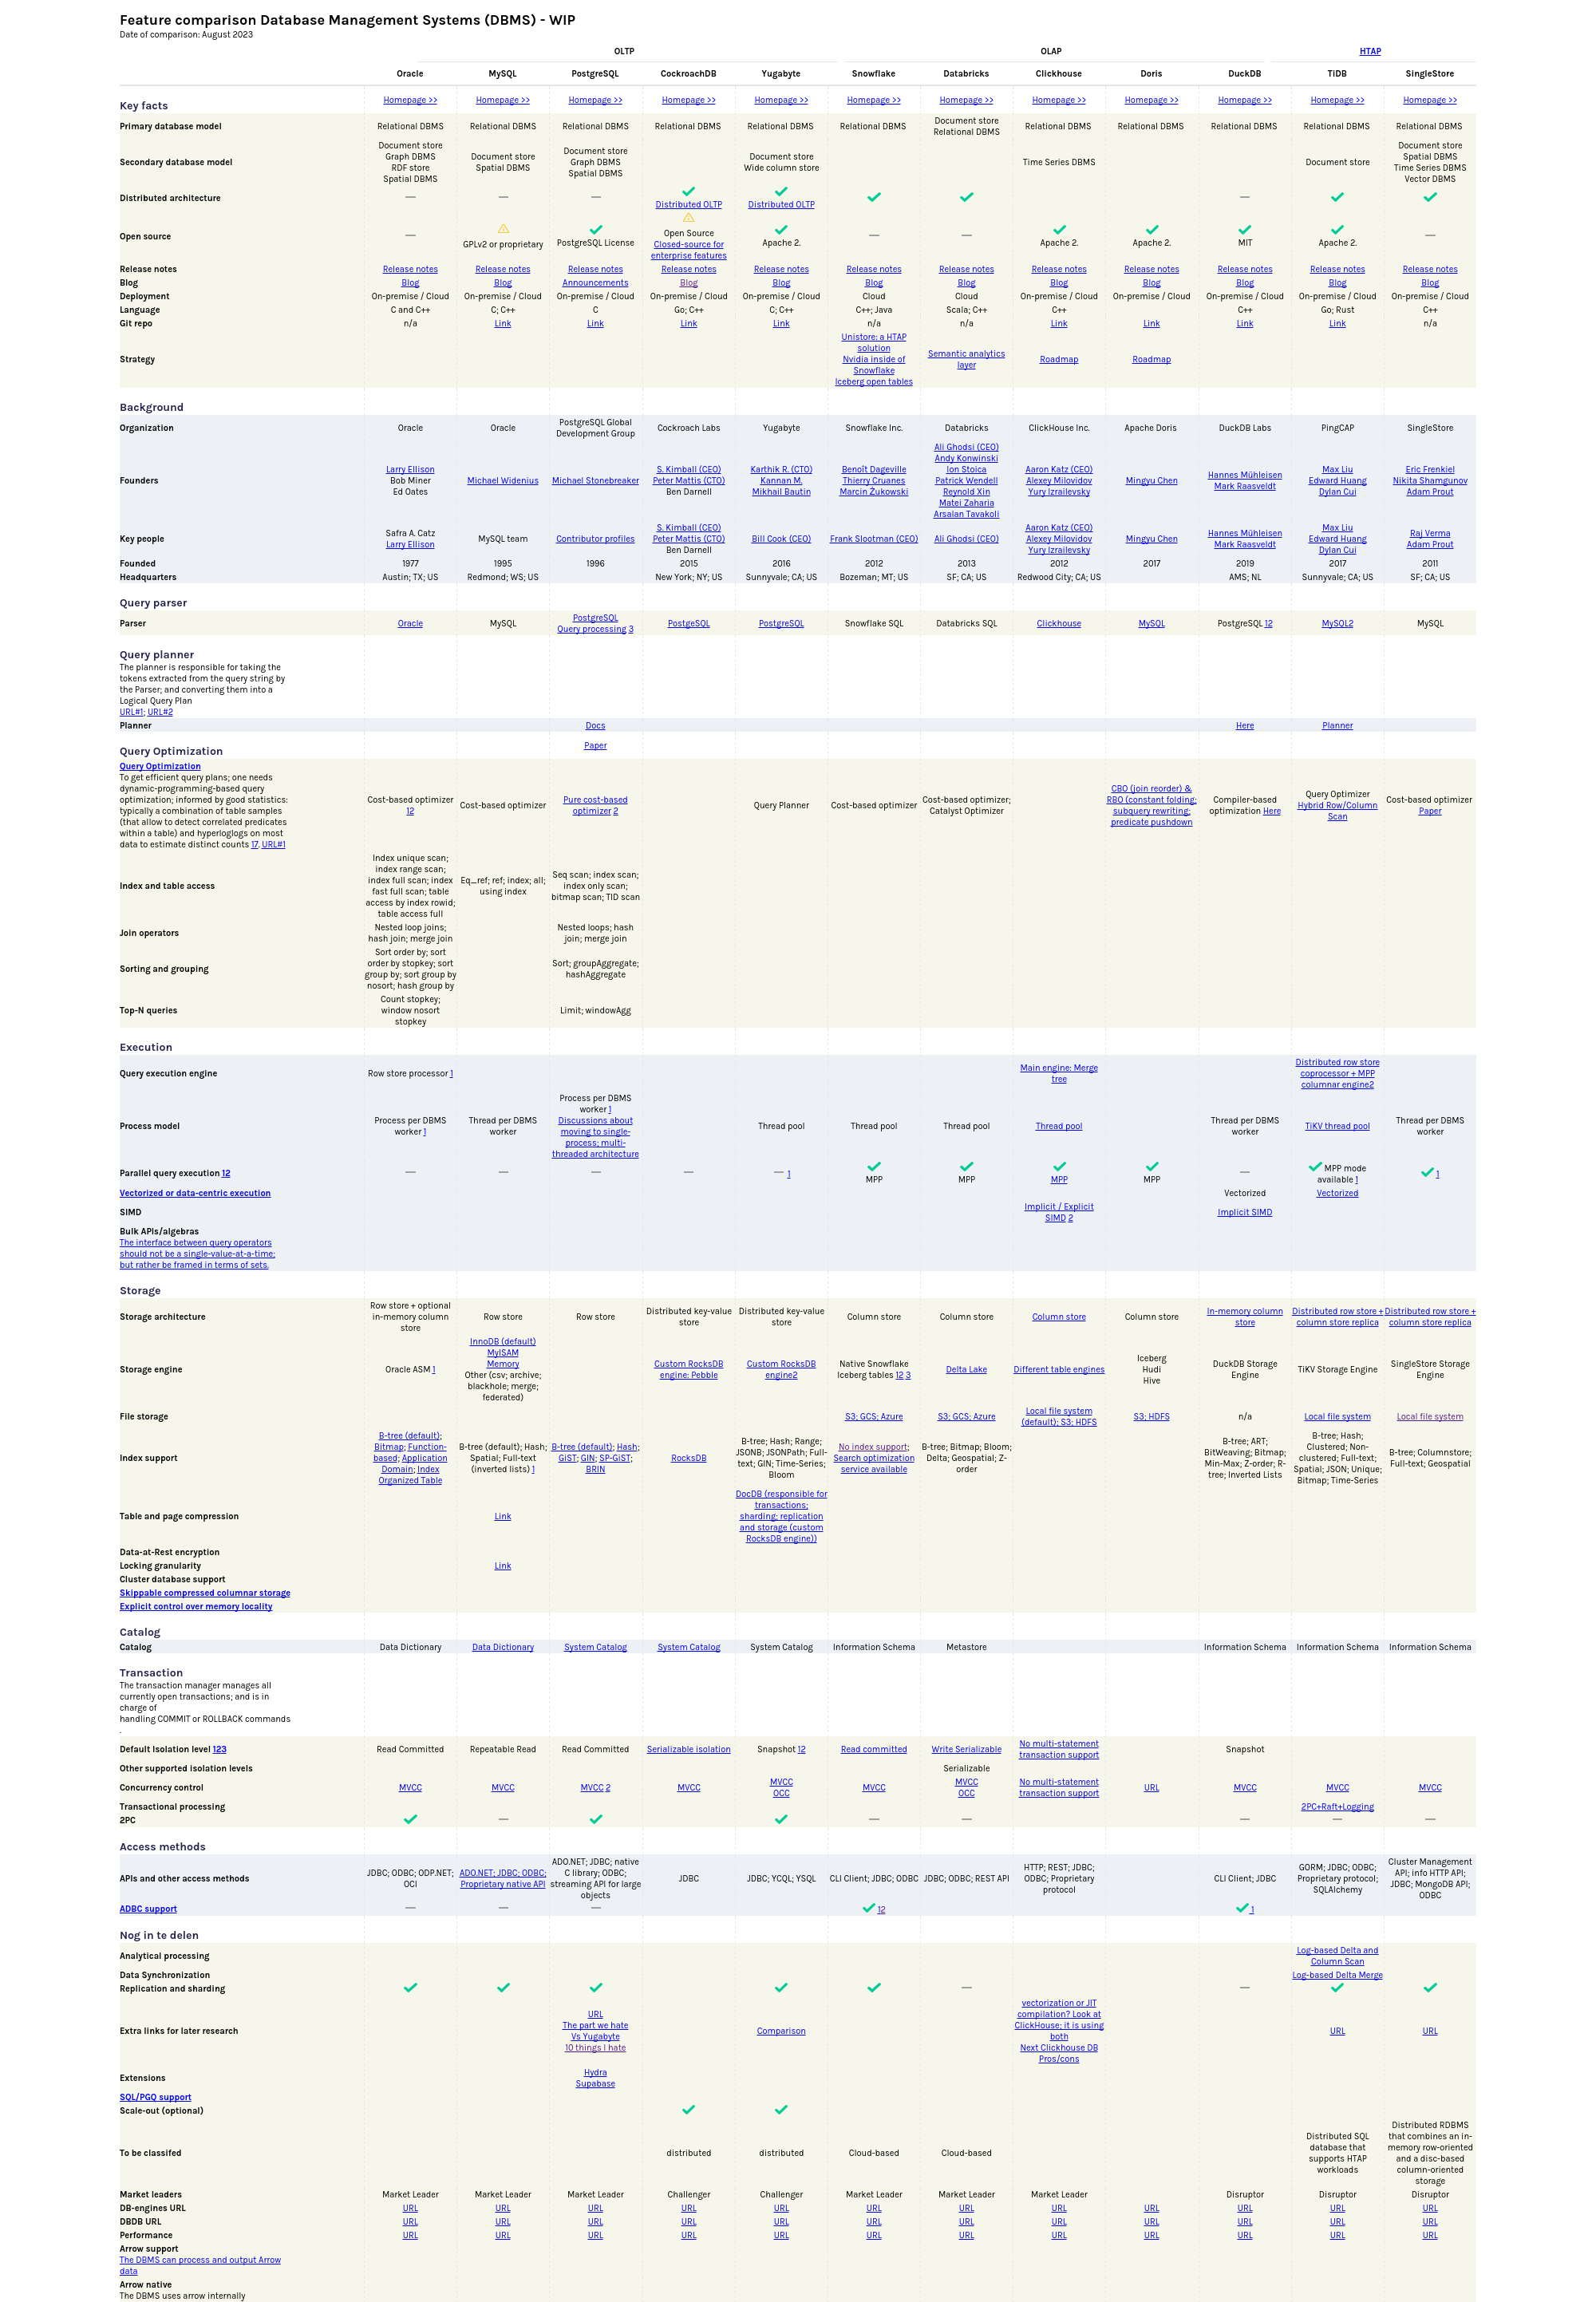 Feature comparison Database Management Systems (DBMS) - WIP
Date of comparison: August 2023
OLTP OLAP HTAP
Oracle MySQL PostgreSQL CockroachDB Yugabyte Snowflake Databricks Clickhouse Doris DuckDB TiDB SingleStore
Key facts Homepage >> Homepage >> Homepage >> Homepage >> Homepage >> Homepage >> Homepage >> Homepage >> Homepage >> Homepage >> Homepage >> Homepage >>
Primary database model Relational DBMS Relational DBMS Relational DBMS Relational DBMS Relational DBMS Relational DBMS Document store
Relational DBMS Relational DBMS Relational DBMS Relational DBMS Relational DBMS Relational DBMS
Secondary database model Document store
Graph DBMS
RDF store
Spatial DBMS
Document store
Spatial DBMS
Document store
Graph DBMS
Spatial DBMS
Document store
Wide column store
Time Series DBMS
Document store
Document store
Spatial DBMS
Time Series DBMS
Vector DBMS
Distributed architecture — — — ✔ Distributed OLTP ✔ Distributed OLTP ✔ ✔ — ✔ ✔
Open source — ⚠ GPLv2 or proprietary ✔ PostgreSQL License ⚠ Open Source
Closed-source for
enterprise features
✔ Apache 2. — — ✔ Apache 2. ✔ Apache 2. ✔ MIT ✔ Apache 2. —
Release notes Release notes Release notes Release notes Release notes Release notes Release notes Release notes Release notes Release notes Release notes Release notes Release notes
Blog Blog Blog Announcements Blog Blog Blog Blog Blog Blog Blog Blog Blog
Deployment On-premise / Cloud On-premise / Cloud On-premise / Cloud On-premise / Cloud On-premise / Cloud Cloud Cloud On-premise / Cloud On-premise / Cloud On-premise / Cloud On-premise / Cloud On-premise / Cloud
Language C and C++ C; C++ C Go; C++ C; C++ C++; Java Scala; C++ C++ C++ Go; Rust C++
Git repo n/a Link Link Link Link n/a n/a Link Link Link Link n/a
Strategy Unistore: a HTAP
solution
Nvidia inside of
Snowflake
Iceberg open tables
Semantic analytics
layer
Roadmap Roadmap
Background
Organization Oracle Oracle PostgreSQL Global
Development Group Cockroach Labs Yugabyte Snowflake Inc. Databricks ClickHouse Inc. Apache Doris DuckDB Labs PingCAP SingleStore
Founders Larry Ellison
Bob Miner
Ed Oates
Michael Widenius Michael Stonebreaker S. Kimball (CEO)
Peter Mattis (CTO)
Ben Darnell
Karthik R. (CTO)
Kannan M.
Mikhail Bautin
Benoît Dageville
Thierry Cruanes
Marcin Żukowski
Ali Ghodsi (CEO)
Andy Konwinski
Ion Stoica
Patrick Wendell
Reynold Xin
Matei Zaharia
Arsalan Tavakoli
Aaron Katz (CEO)
Alexey Milovidov
Yury Izrailevsky
Mingyu Chen Hannes Mühleisen
Mark Raasveldt
Max Liu
Edward Huang
Dylan Cui
Eric Frenkiel
Nikita Shamgunov
Adam Prout
Key people Safra A. Catz
Larry Ellison
MySQL team Contributor profiles S. Kimball (CEO)
Peter Mattis (CTO)
Ben Darnell
Bill Cook (CEO) Frank Slootman (CEO) Ali Ghodsi (CEO) Aaron Katz (CEO)
Alexey Milovidov
Yury Izrailevsky
Mingyu Chen Hannes Mühleisen
Mark Raasveldt
Max Liu
Edward Huang
Dylan Cui
Raj Verma
Adam Prout
Founded 1977 1995 1996 2015 2016 2012 2013 2012 2017 2019 2017 2011
Headquarters Austin; TX; US Redmond; WS; US New York; NY; US Sunnyvale; CA; US Bozeman; MT; US SF; CA; US Redwood City; CA; US AMS; NL Sunnyvale; CA; US SF; CA; US
Query parser
Parser Oracle MySQL PostgreSQL
Query processing 3 PostgeSQL PostgreSQL Snowflake SQL Databricks SQL Clickhouse MySQL PostgreSQL 12 MySQL2 MySQL
Query planner
The planner is responsible for taking the
tokens extracted from the query string by
the Parser; and converting them into a
Logical Query Plan
URL#1; URL#2
Planner Docs Here Planner
Query Optimization Paper
Query Optimization
To get efficient query plans; one needs
dynamic-programming-based query
optimization; informed by good statistics:
typically a combination of table samples
(that allow to detect correlated predicates
within a table) and hyperloglogs on most
data to estimate distinct counts 17. URL#1
Cost-based optimizer
12
Cost-based optimizer Pure cost-based
optimizer 2
Query Planner Cost-based optimizer Cost-based optimizer;
Catalyst Optimizer
CBO (join reorder) &
RBO (constant folding;
subquery rewriting;
predicate pushdown
Compiler-based
optimization Here
Query Optimizer
Hybrid Row/Column
Scan
Cost-based optimizer
Paper
Index and table access Index unique scan;
index range scan;
index full scan; index
fast full scan; table
access by index rowid;
table access full
Eq_ref; ref; index; all;
using index
Seq scan; index scan;
index only scan;
bitmap scan; TID scan
Join operators Nested loop joins;
hash join; merge join
Nested loops; hash
join; merge join
Sorting and grouping Sort order by; sort
order by stopkey; sort
group by; sort group by
nosort; hash group by
Sort; groupAggregate;
hashAggregate
Top-N queries Count stopkey;
window nosort
stopkey
Limit; windowAgg
Execution
Query execution engine Row store processor 1 Main engine: Merge
tree
Distributed row store
coprocessor + MPP
columnar engine2
Process model Process per DBMS
worker 1
Thread per DBMS
worker
Process per DBMS
worker 1
Discussions about
moving to single-
process; multi-
threaded architecture
Thread pool Thread pool Thread pool Thread pool Thread per DBMS
worker
TiKV thread pool Thread per DBMS
worker
Parallel query execution 12 — — — — — 1 ✔ MPP ✔ MPP ✔ MPP ✔ MPP — ✔ MPP mode
available 1 ✔ 1
Vectorized or data-centric execution Vectorized Vectorized
SIMD Implicit / Explicit
SIMD 2 Implicit SIMD
Bulk APIs/algebras
The interface between query operators
should not be a single-value-at-a-time;
but rather be framed in terms of sets.
Storage
Storage architecture Row store + optional
in-memory column
store
Row store Row store Distributed key-value
store
Distributed key-value
store
Column store Column store Column store Column store In-memory column
store
Distributed row store +
column store replica
Distributed row store +
column store replica
Storage engine Oracle ASM 1 InnoDB (default)
MyISAM
Memory
Other (csv; archive;
blackhole; merge;
federated)
Custom RocksDB
engine: Pebble
Custom RocksDB
engine2
Native Snowflake
Iceberg tables 12 3
Delta Lake Different table engines Iceberg
Hudi
Hive
DuckDB Storage
Engine
TiKV Storage Engine SingleStore Storage
Engine
File storage S3; GCS; Azure S3; GCS; Azure Local file system
(default); S3; HDFS S3; HDFS n/a Local file system Local file system
Index support B-tree (default);
Bitmap; Function-
based; Application
Domain; Index
Organized Table
B-tree (default); Hash;
Spatial; Full-text
(inverted lists) 1
B-tree (default); Hash;
GiST; GIN; SP-GiST;
BRIN
RocksDB B-tree; Hash; Range;
JSONB; JSONPath; Full-
text; GIN; Time-Series;
Bloom
No index support;
Search optimization
service available
B-tree; Bitmap; Bloom;
Delta; Geospatial; Z-
order
B-tree; ART;
BitWeaving; Bitmap;
Min-Max; Z-order; R-
tree; Inverted Lists
B-tree; Hash;
Clustered; Non-
clustered; Full-text;
Spatial; JSON; Unique;
Bitmap; Time-Series
B-tree; Columnstore;
Full-text; Geospatial
Table and page compression Link DocDB (responsible for
transactions;
sharding; replication
and storage (custom
RocksDB engine))
Data-at-Rest encryption
Locking granularity Link
Cluster database support
Skippable compressed columnar storage
Explicit control over memory locality
Catalog
Catalog Data Dictionary Data Dictionary System Catalog System Catalog System Catalog Information Schema Metastore Information Schema Information Schema Information Schema
Transaction
The transaction manager manages all
currently open transactions; and is in
charge of
handling COMMIT or ROLLBACK commands
.
Default Isolation level 123 Read Committed Repeatable Read Read Committed Serializable isolation Snapshot 12 Read committed Write Serializable No multi-statement
transaction support Snapshot
Other supported isolation levels Serializable
Concurrency control MVCC MVCC MVCC 2 MVCC MVCC
OCC MVCC MVCC
OCC No multi-statement
transaction support URL MVCC MVCC MVCC
Transactional processing 2PC+Raft+Logging
2PC ✔ — ✔ ✔ — — — — —
Access methods
APIs and other access methods JDBC; ODBC; ODP.NET;
OCI
ADO.NET; JDBC; ODBC;
Proprietary native API
ADO.NET; JDBC; native
C library; ODBC;
streaming API for large
objects
JDBC JDBC; YCQL; YSQL CLI Client; JDBC; ODBC JDBC; ODBC; REST API HTTP; REST; JDBC;
ODBC; Proprietary
protocol
CLI Client; JDBC GORM; JDBC; ODBC;
Proprietary protocol;
SQLAlchemy
Cluster Management
API; info HTTP API;
JDBC; MongoDB API;
ODBC
ADBC support — — — ✔ 12 ✔ 1
Nog in te delen
Analytical processing Log-based Delta and
Column Scan
Data Synchronization Log-based Delta Merge
Replication and sharding ✔ ✔ ✔ ✔ ✔ — — ✔ ✔
Extra links for later research URL
The part we hate
Vs Yugabyte
10 things I hate
Comparison vectorization or JIT
compilation? Look at
ClickHouse; it is using
both
Next Clickhouse DB
Pros/cons
URL URL
Extensions Hydra
Supabase
SQL/PGQ support
Scale-out (optional) ✔ ✔
To be classifed distributed distributed Cloud-based Cloud-based Distributed SQL
database that
supports HTAP
workloads
Distributed RDBMS
that combines an in-
memory row-oriented
and a disc-based
column-oriented
storage
Market leaders Market Leader Market Leader Market Leader Challenger Challenger Market Leader Market Leader Market Leader Disruptor Disruptor Disruptor
DB-engines URL URL URL URL URL URL URL URL URL URL URL URL URL
DBDB URL URL URL URL URL URL URL URL URL URL URL URL URL
Performance URL URL URL URL URL URL URL URL URL URL URL URL
Arrow support
The DBMS can process and output Arrow
data
Arrow native
The DBMS uses arrow internally